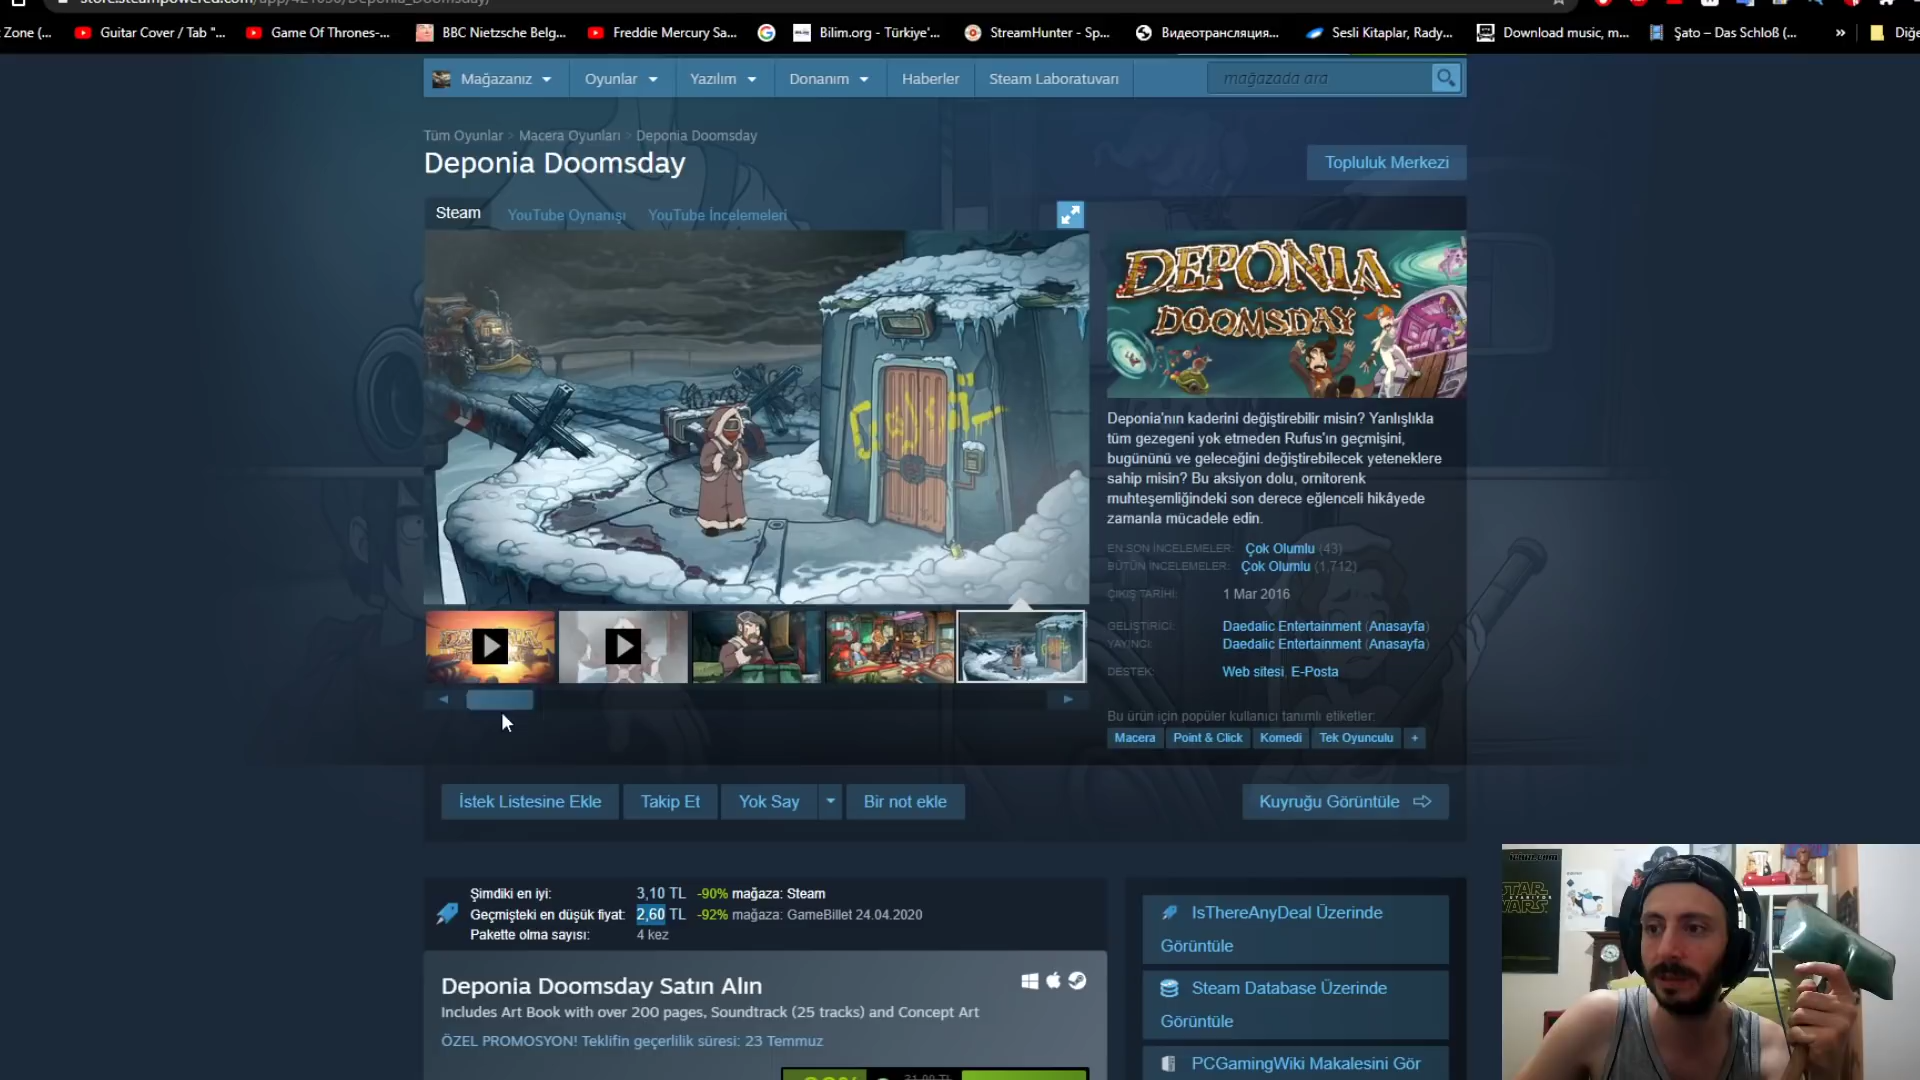 Zone (...
Guitar Cover / Tab "...
Game Of Thrones-...
BBC Nietzsche Belg...
Freddie Mercury Sa...
Bilim.org - Türkiye'...
StreamHunter - Sp...
Видеотрансляция...
Sesli Kitaplar, Rady...
Download music, m...
Şato – Das Schloß (...
»
Diğe
Mağazanız
Oyunlar
Yazılım
Donanım
Haberler
Steam Laboratuvarı
mağazada ara
Tüm Oyunlar > Macera Oyunları > Deponia Doomsday
Deponia Doomsday
Topluluk Merkezi
Steam
YouTube Oynanışı
YouTube İncelemeleri
DEPONIA
DOOMSDAY
Deponia'nın kaderini değiştirebilir misin? Yanlışlıkla
tüm gezegeni yok etmeden Rufus'ın geçmişini,
bugününü ve geleceğini değiştirebilecek yeteneklere
sahip misin? Bu aksiyon dolu, ornitorenk
muhteşemliğindeki son derece eğlenceli hikâyede
zamanla mücadele edin.
EN SON İNCELEMELER: Çok Olumlu (43)
BÜTÜN İNCELEMELER: Çok Olumlu (1,712)
ÇIKIŞ TARİHİ: 1 Mar 2016
GELİŞTİRİCİ: Daedalic Entertainment (Anasayfa)
YAYINCI: Daedalic Entertainment (Anasayfa)
DESTEK: Web sitesi, E-Posta
Bu ürün için popüler kullanıcı tanımlı etiketler:
Macera
Point & Click
Komedi
Tek Oyunculu
+
İstek Listesine Ekle
Takip Et
Yok Say
Bir not ekle
Kuyruğu Görüntüle
Şimdiki en iyi: 3,10 TL -90% mağaza: Steam
Geçmişteki en düşük fiyat: 2,60 TL -92% mağaza: GameBillet 24.04.2020
Pakette olma sayısı: 4 kez
Deponia Doomsday Satın Alın
Includes Art Book with over 200 pages, Soundtrack (25 tracks) and Concept Art
ÖZEL PROMOSYON! Teklifin geçerlilik süresi: 23 Temmuz
IsThereAnyDeal Üzerinde
Görüntüle
Steam Database Üzerinde
Görüntüle
PCGamingWiki Makalesini Gör
STAR
WARS